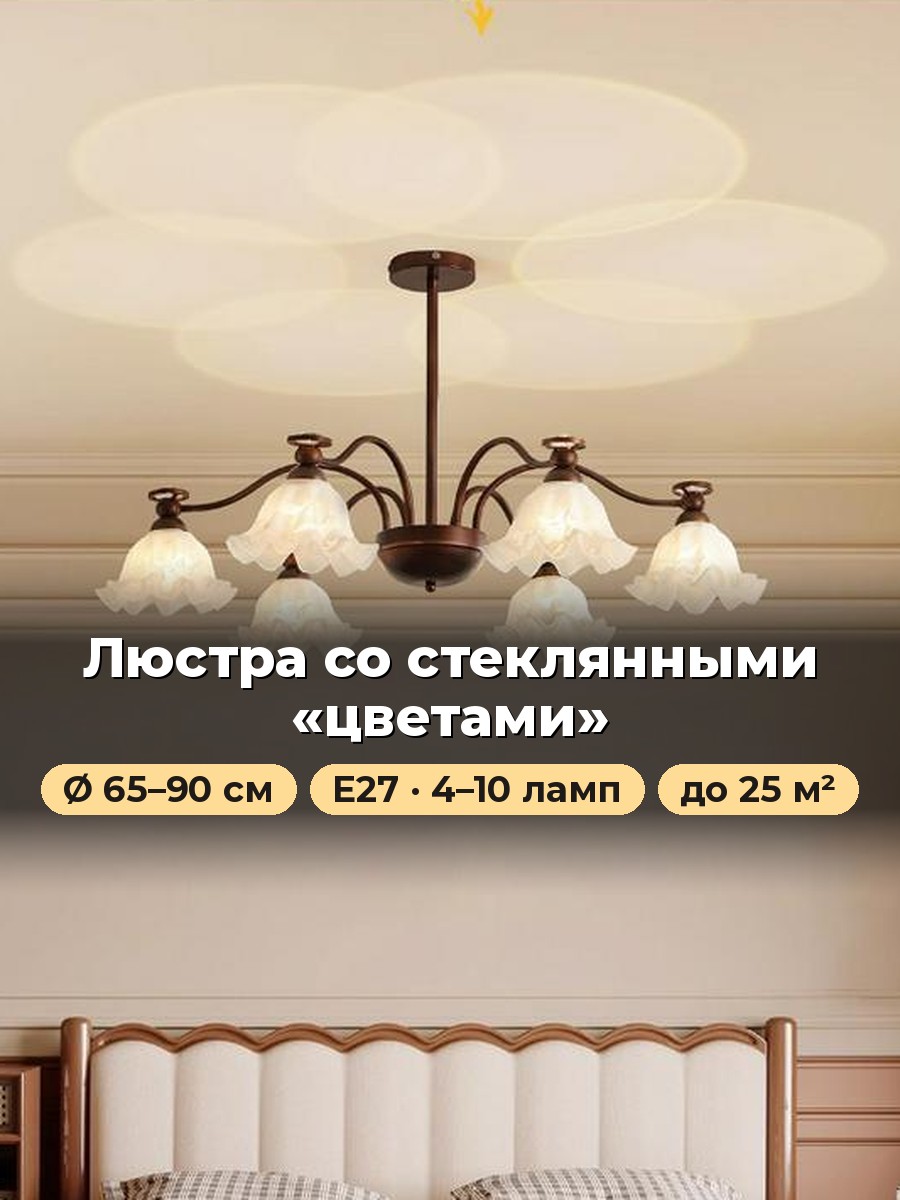 Люстра со стеклянными
«цветами»
Ø 65–90 см
E27 · 4–10 ламп
до 25 м²